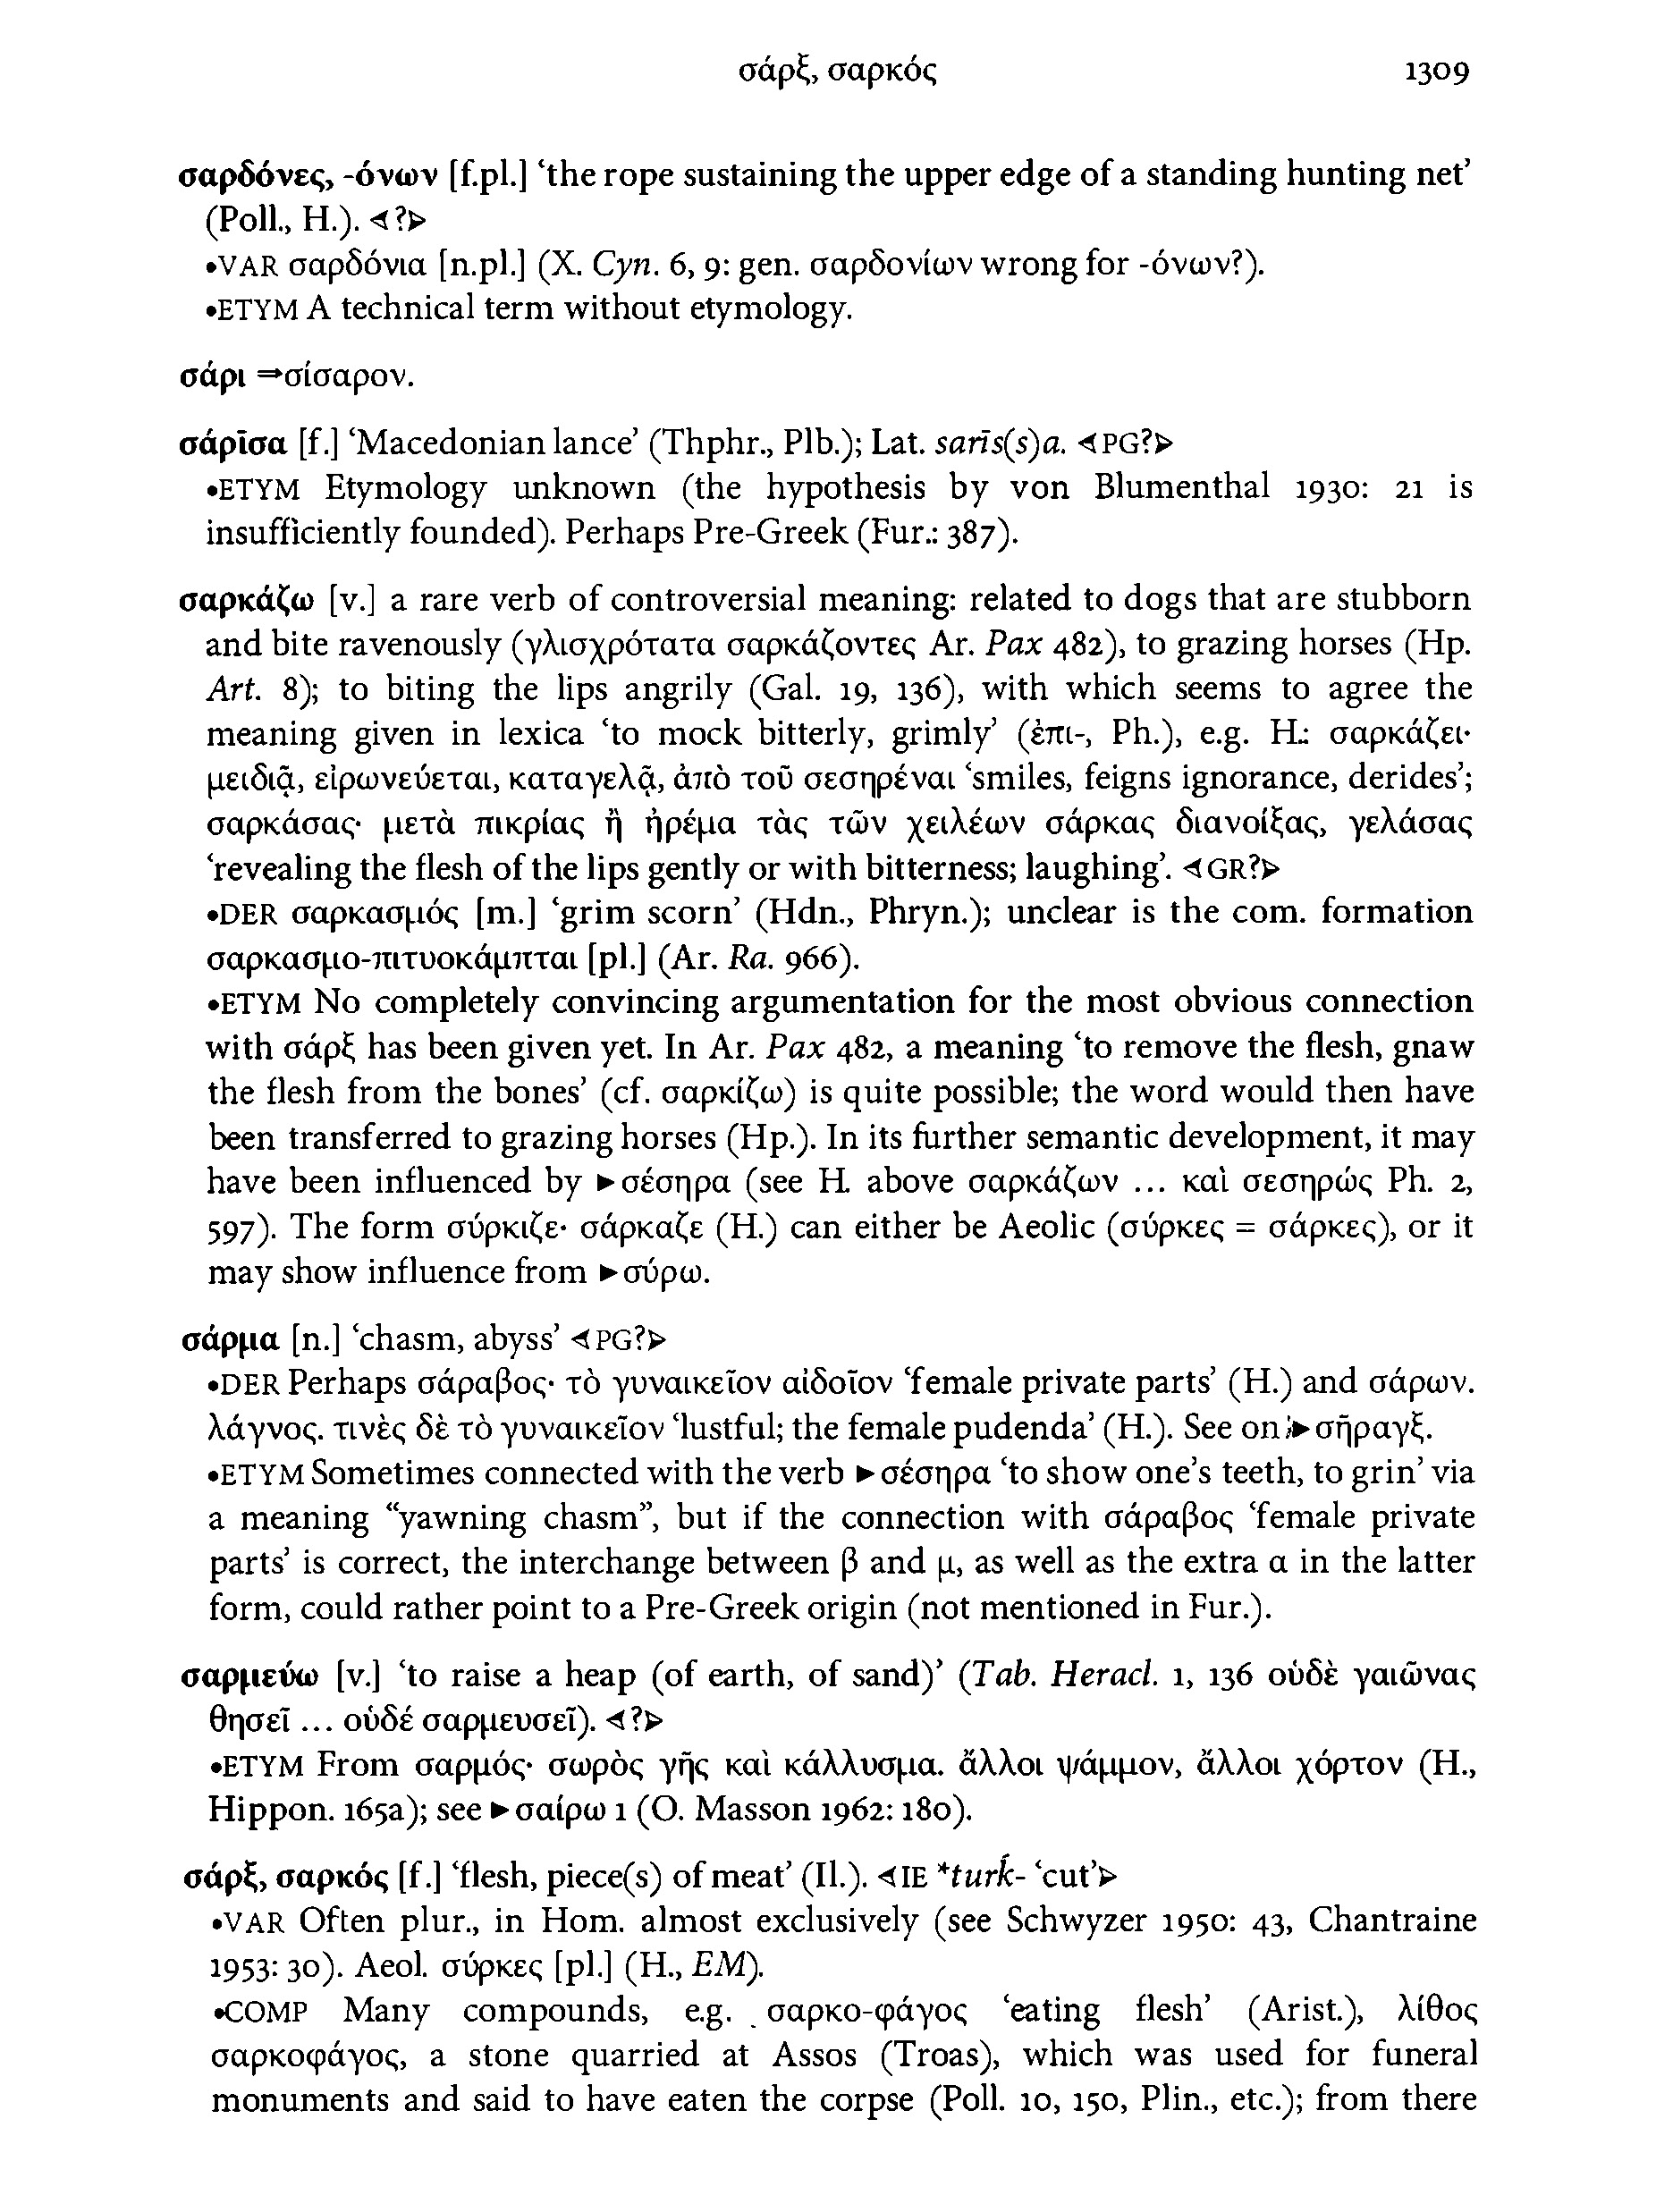 σάρξ, σαρκός 1309
σαρδόνες, -όνων [f.pl.] ‘the rope sustaining the upper edge of a standing hunting net’
(Poll., H.). ◁?▷
•VAR σαρδόνια [n.pl.] (X. Cyn. 6, 9: gen. σαρδονίων wrong for -όνων?).
•ETYM A technical term without etymology.
σάρι ⇒σίσαρον.
σάρῑσα [f.] ‘Macedonian lance’ (Thphr., Plb.); Lat. sarīs(s)a. ◁PG?▷
•ETYM Etymology unknown (the hypothesis by von Blumenthal 1930: 21 is
insufficiently founded). Perhaps Pre-Greek (Fur.: 387).
σαρκάζω [v.] a rare verb of controversial meaning: related to dogs that are stubborn
and bite ravenously (γλισχρότατα σαρκάζοντες Ar. Pax 482), to grazing horses (Hp.
Art. 8); to biting the lips angrily (Gal. 19, 136), with which seems to agree the
meaning given in lexica ‘to mock bitterly, grimly’ (ἐπι-, Ph.), e.g. H.: σαρκάζει·
μειδιᾷ, εἰρωνεύεται, καταγελᾷ, ἀπὸ τοῦ σεσηρέναι ‘smiles, feigns ignorance, derides’;
σαρκάσας· μετὰ πικρίας ἢ ἠρέμα τὰς τῶν χειλέων σάρκας διανοίξας, γελάσας
‘revealing the flesh of the lips gently or with bitterness; laughing’. ◁GR?▷
•DER σαρκασμός [m.] ‘grim scorn’ (Hdn., Phryn.); unclear is the com. formation
σαρκασμο-πιτυοκάμπται [pl.] (Ar. Ra. 966).
•ETYM No completely convincing argumentation for the most obvious connection
with σάρξ has been given yet. In Ar. Pax 482, a meaning ‘to remove the flesh, gnaw
the flesh from the bones’ (cf. σαρκίζω) is quite possible; the word would then have
been transferred to grazing horses (Hp.). In its further semantic development, it may
have been influenced by ►σέσηρα (see H. above σαρκάζων ... καὶ σεσηρώς Ph. 2,
597). The form σύρκιζε· σάρκαζε (H.) can either be Aeolic (σύρκες = σάρκες), or it
may show influence from ►σύρω.
σάρμα [n.] ‘chasm, abyss’ ◁PG?▷
•DER Perhaps σάραβος· τὸ γυναικεῖον αἰδοῖον ‘female private parts’ (H.) and σάρων.
λάγνος. τινὲς δὲ τὸ γυναικεῖον ‘lustful; the female pudenda’ (H.). See on ►σῆραγξ.
•ETYM Sometimes connected with the verb ►σέσηρα ‘to show one’s teeth, to grin’ via
a meaning “yawning chasm”, but if the connection with σάραβος ‘female private
parts’ is correct, the interchange between β and μ, as well as the extra α in the latter
form, could rather point to a Pre-Greek origin (not mentioned in Fur.).
σαρμεύω [v.] ‘to raise a heap (of earth, of sand)’ (Tab. Heracl. 1, 136 οὐδὲ γαιῶνας
θησεῖ ... οὐδέ σαρμευσεῖ). ◁?▷
•ETYM From σαρμός· σωρὸς γῆς καὶ κάλλυσμα. ἄλλοι ψάμμον, ἄλλοι χόρτον (H.,
Hippon. 165a); see ►σαίρω 1 (O. Masson 1962: 180).
σάρξ, σαρκός [f.] ‘flesh, piece(s) of meat’ (Il.). ◁IE *turḱ- ‘cut’▷
•VAR Often plur., in Hom. almost exclusively (see Schwyzer 1950: 43, Chantraine
1953: 30). Aeol. σύρκες [pl.] (H., EM).
•COMP Many compounds, e.g. σαρκο-φάγος ‘eating flesh’ (Arist.), λίθος
σαρκοφάγος, a stone quarried at Assos (Troas), which was used for funeral
monuments and said to have eaten the corpse (Poll. 10, 150, Plin., etc.); from there